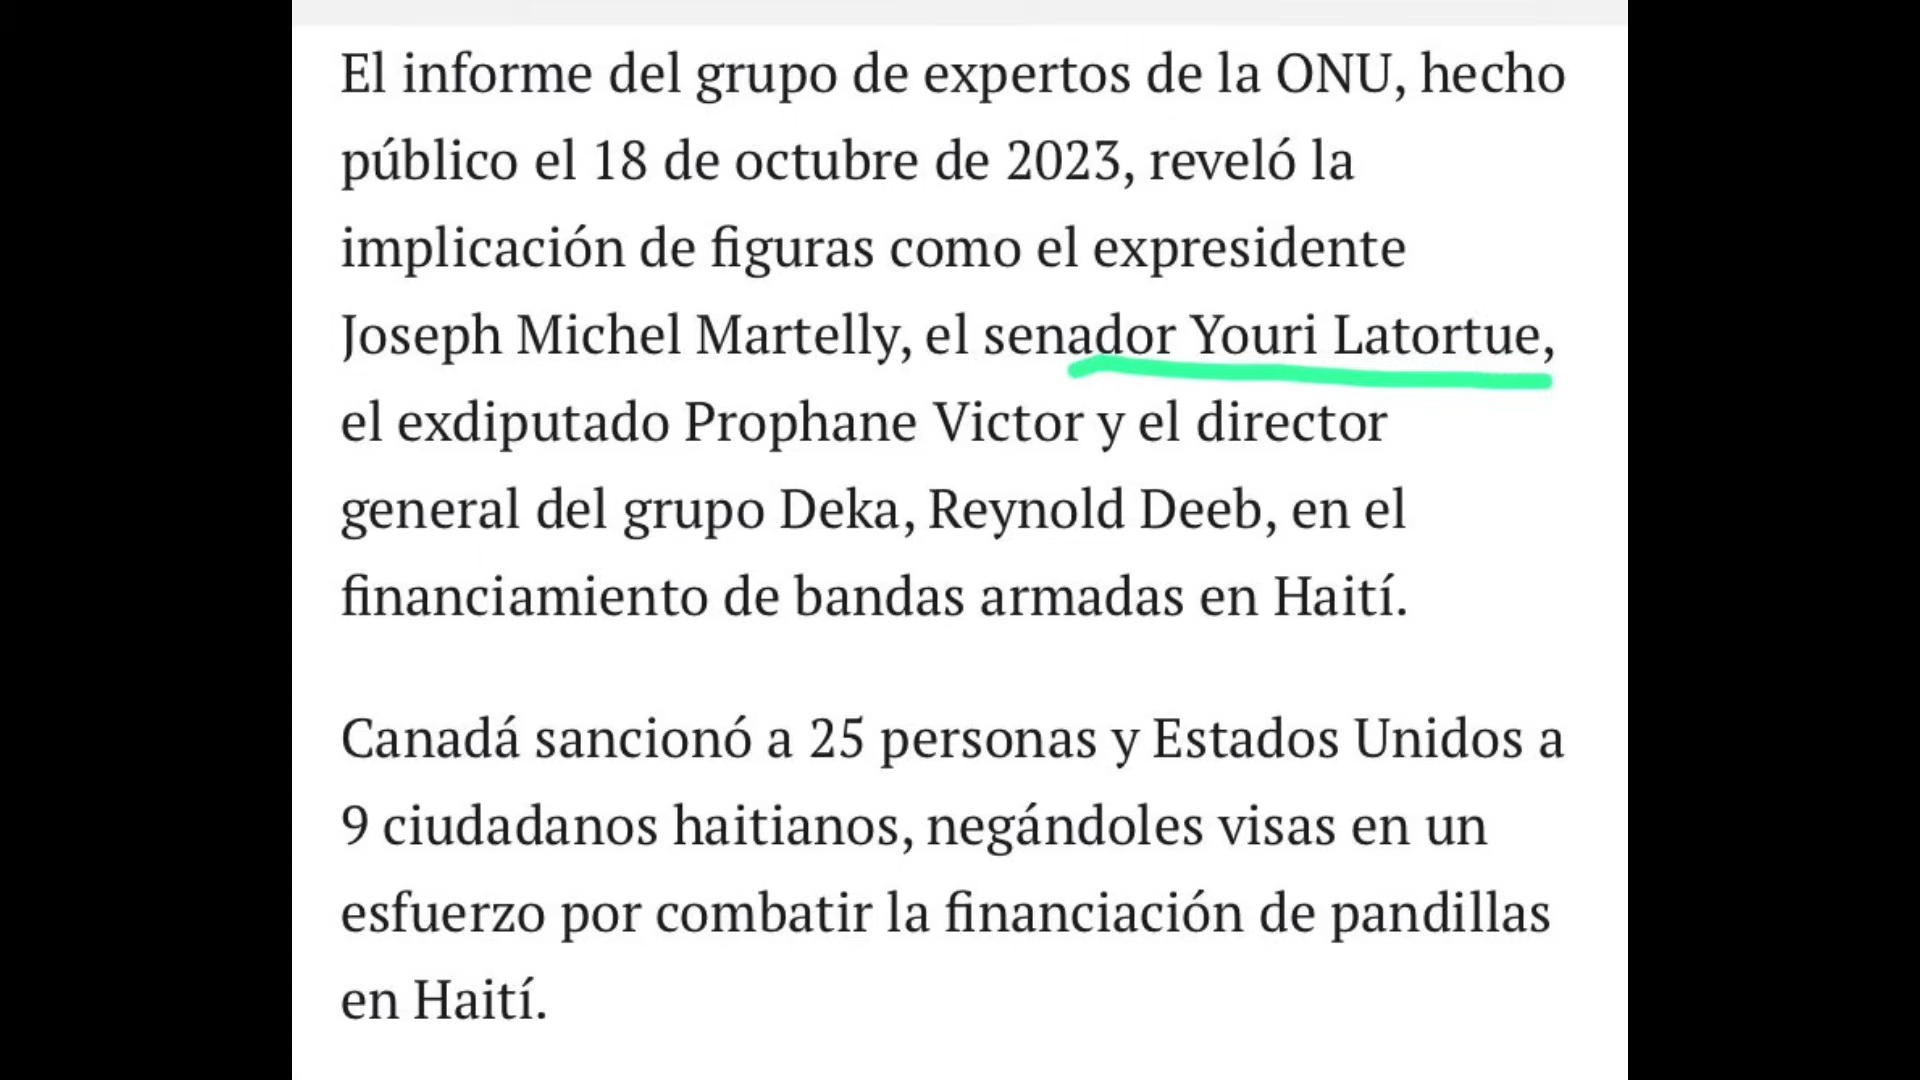 El informe del grupo de expertos de la ONU, hecho
público el 18 de octubre de 2023, reveló la
implicación de figuras como el expresidente
Joseph Michel Martelly, el senador Youri Latortue,
el exdiputado Prophane Victor y el director
general del grupo Deka, Reynold Deeb, en el
financiamiento de bandas armadas en Haití.
Canadá sancionó a 25 personas y Estados Unidos a
9 ciudadanos haitianos, negándoles visas en un
esfuerzo por combatir la financiación de pandillas
en Haití.